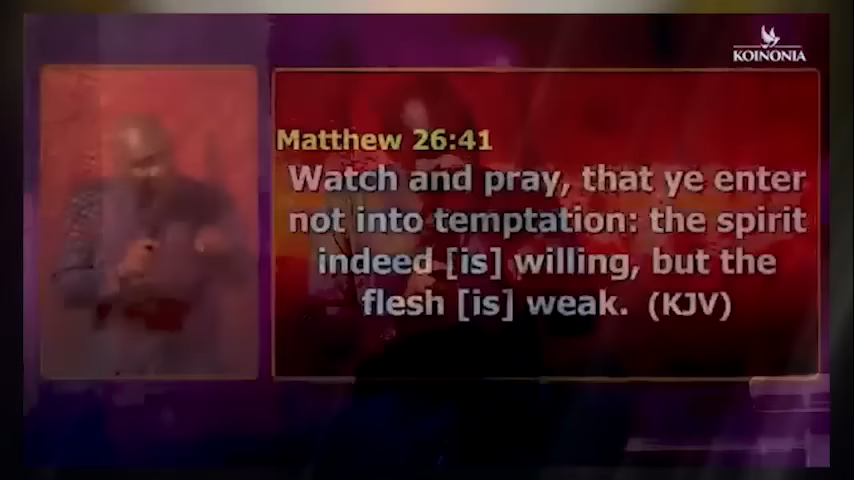 KOINONIA
Matthew 26:41
Watch and pray, that ye enter
not into temptation: the spirit
indeed [is] willing, but the
flesh [is] weak. (KJV)